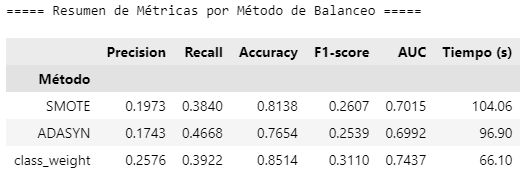 ===== Resumen de Métricas por Método de Balanceo =====
Precision Recall Accuracy F1-score AUC Tiempo (s)
Método
SMOTE 0.1973 0.3840 0.8138 0.2607 0.7015 104.06
ADASYN 0.1743 0.4668 0.7654 0.2539 0.6992 96.90
class_weight 0.2576 0.3922 0.8514 0.3110 0.7437 66.10